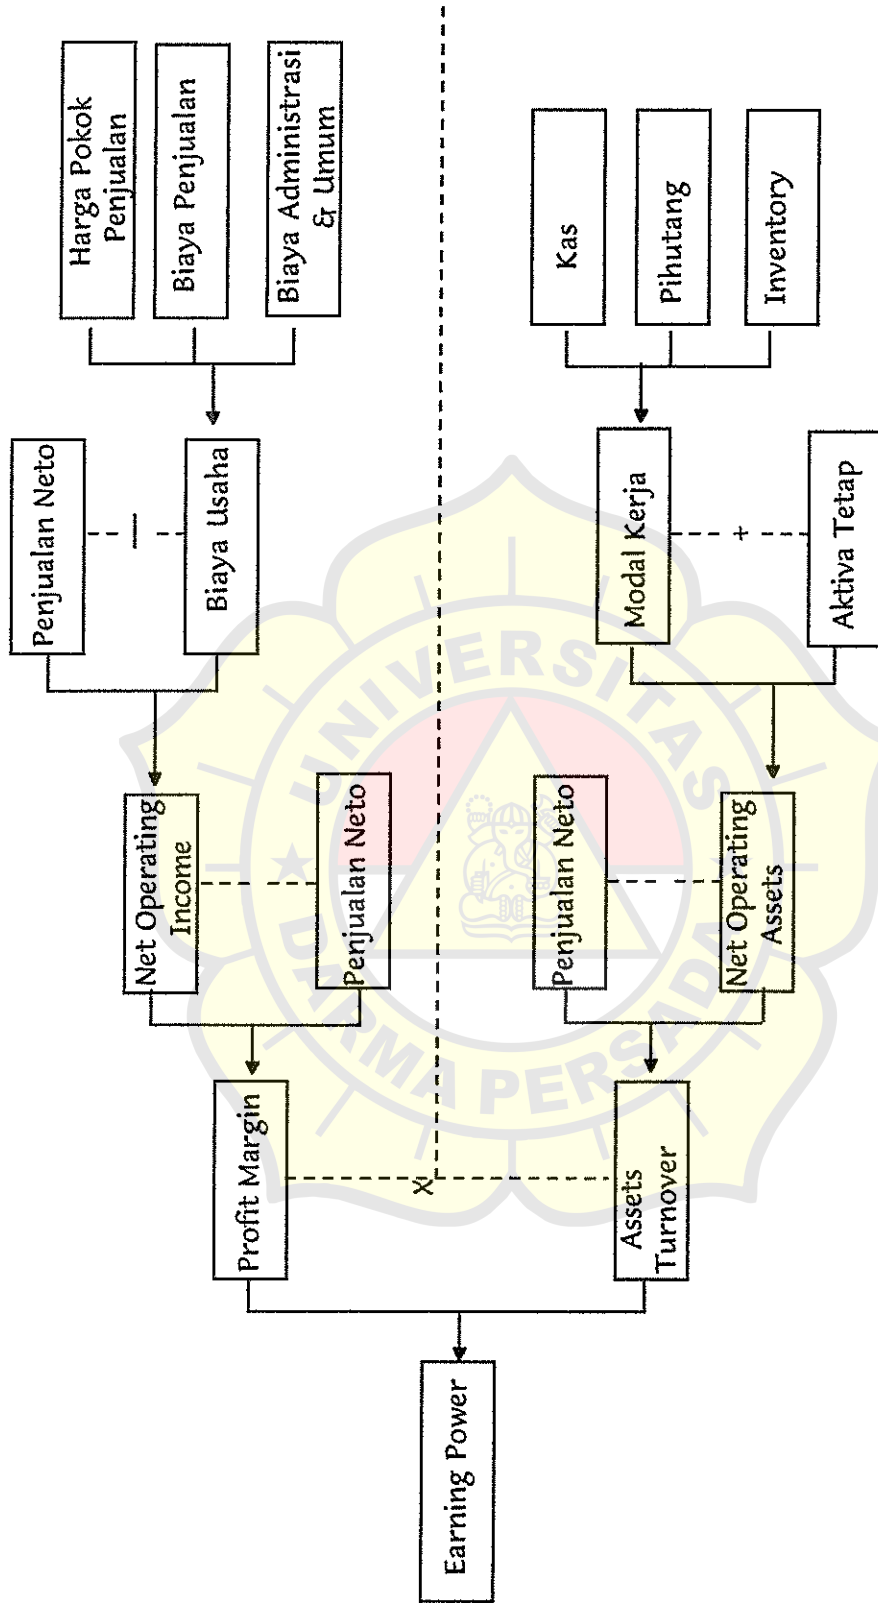 Earning Power
Profit Margin
X
Assets
Turnover
Net Operating
Income
Penjualan Neto
Penjualan Neto
Net Operating
Assets
Penjualan Neto
—
Biaya Usaha
Modal Kerja
+
Aktiva Tetap
Harga Pokok
Penjualan
Biaya Penjualan
Biaya Administrasi
& Umum
Kas
Pihutang
Inventory
UNIVERSITAS
DARMA PERSADA